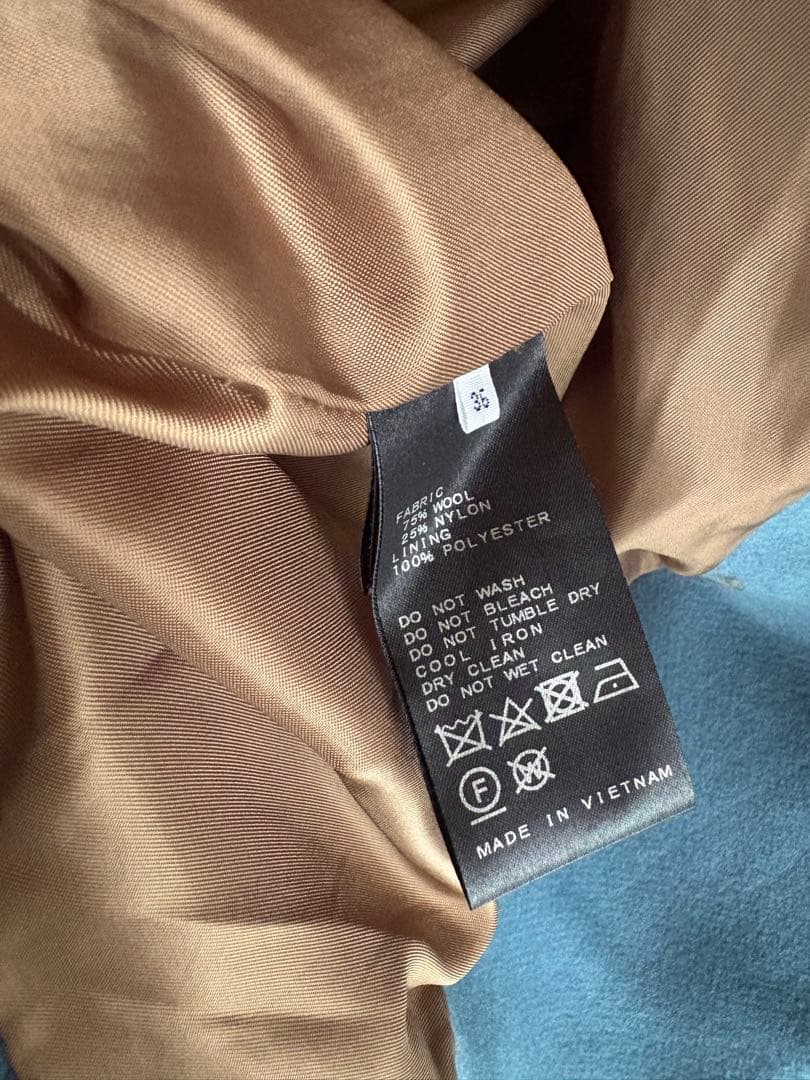 36
FABRIC
75% WOOL
25% NYLON
LINING
100% POLYESTER
DO NOT WASH
DO NOT BLEACH
DO NOT TUMBLE DRY
COOL IRON
DRY CLEAN
DO NOT WET CLEAN
F W
MADE IN VIETNAM